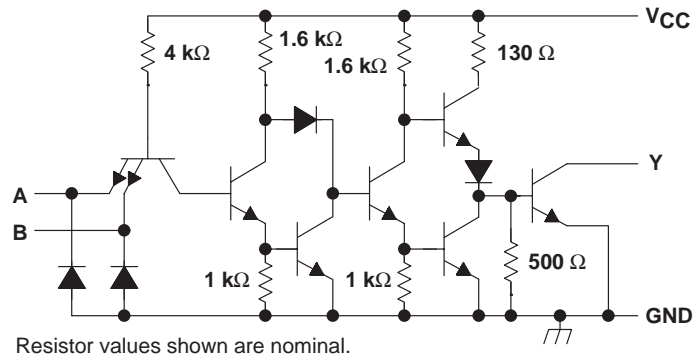 VCC
4 kΩ
1.6 kΩ
1.6 kΩ
130 Ω
Y
A
B
1 kΩ
1 kΩ
500 Ω
GND
Resistor values shown are nominal.